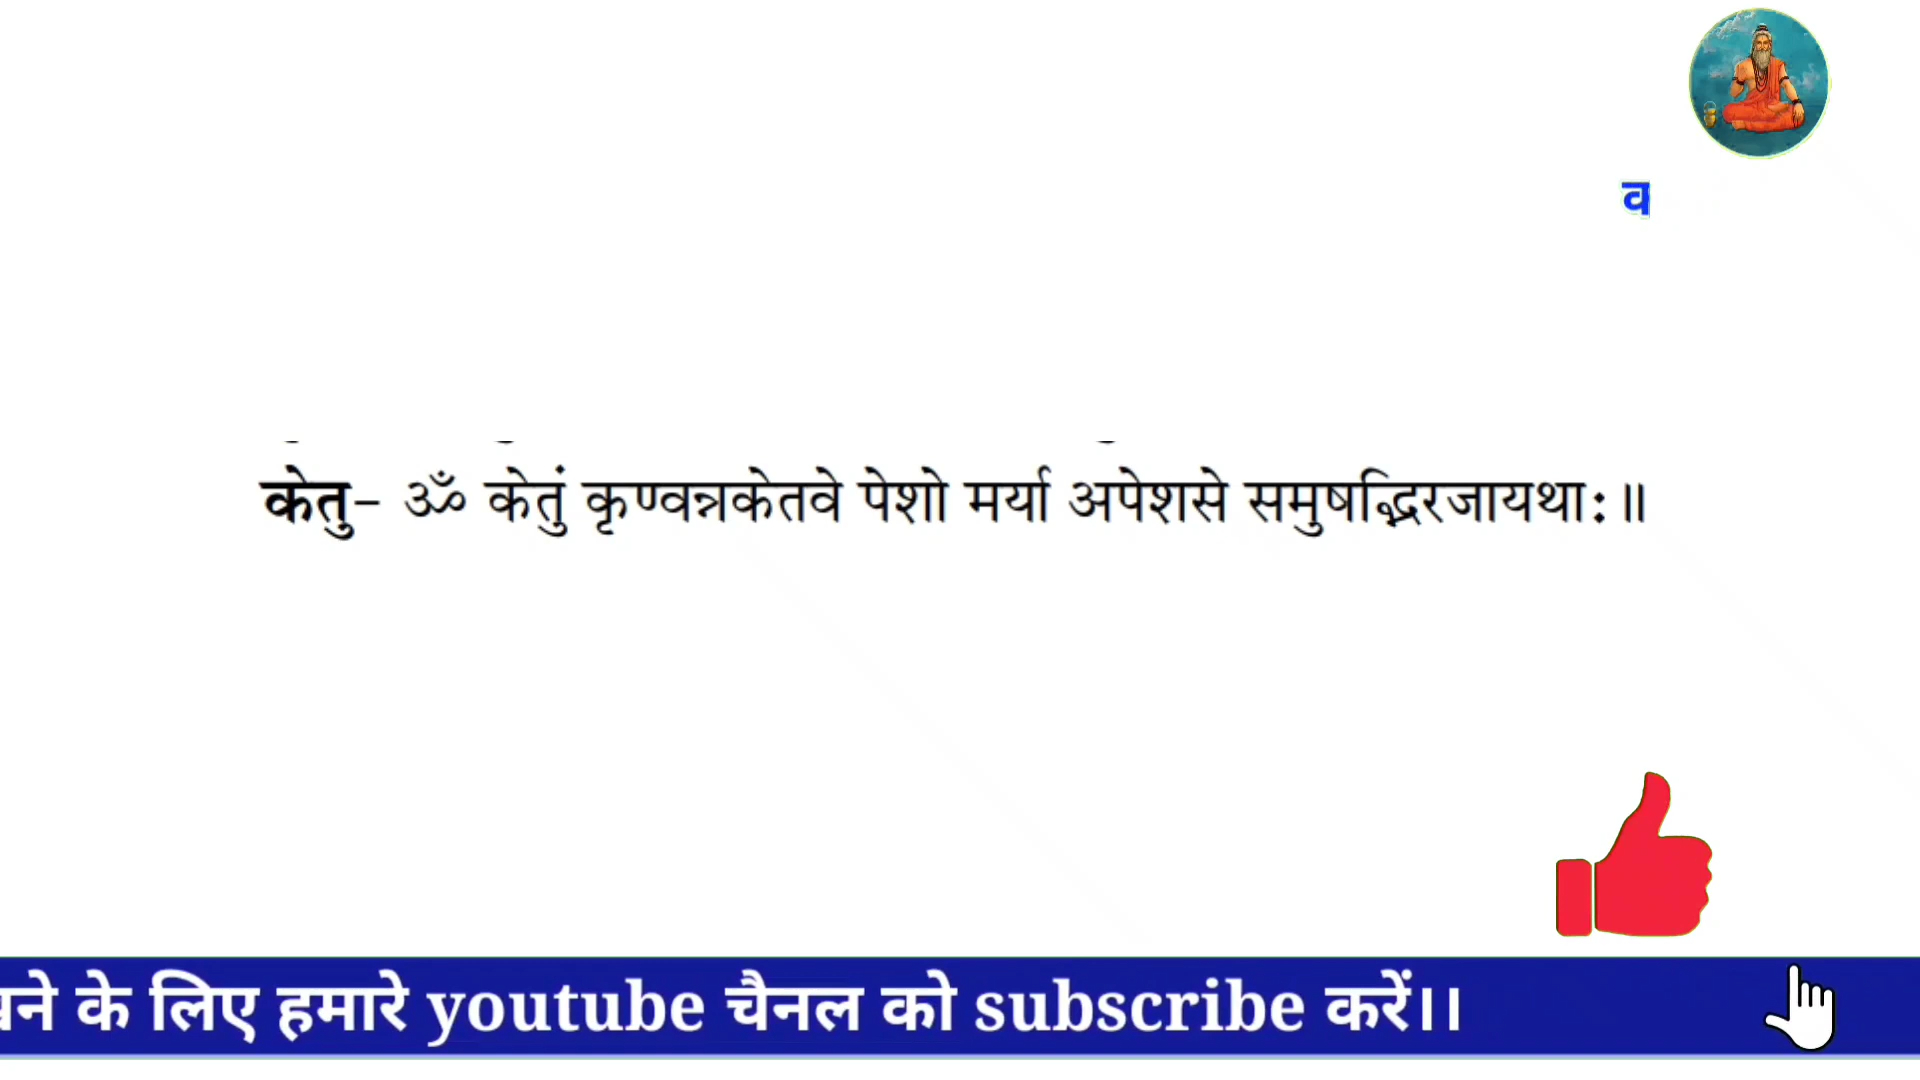 व
केतु– ॐ केतुं कृण्वन्नकेतवे पेशो मर्या अपेशसे समुषद्भिरजायथाः॥
के लिए हमारे youtube चैनल को subscribe करें।।